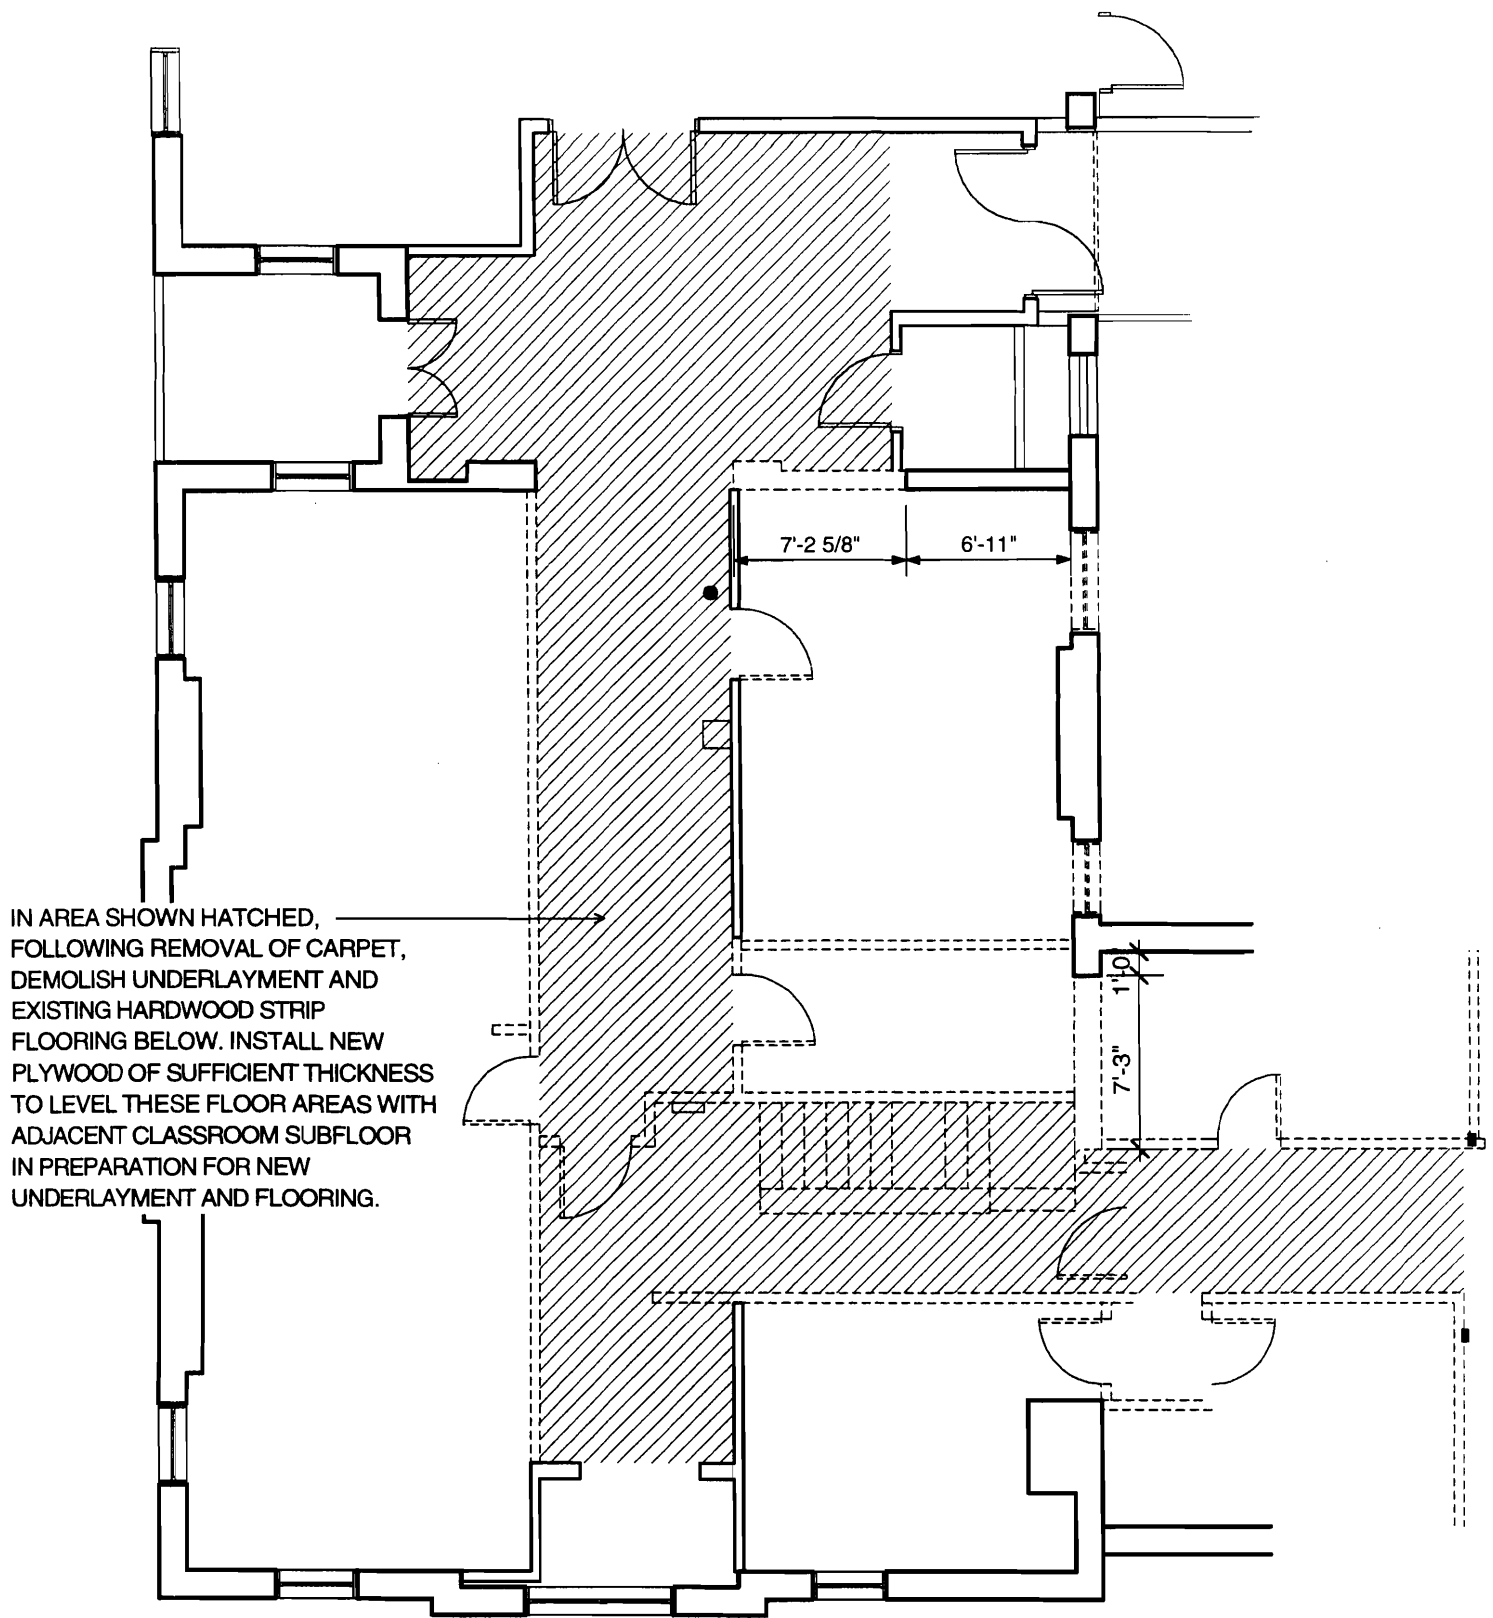 7'-2 5/8" 6'-11"
IN AREA SHOWN HATCHED,
FOLLOWING REMOVAL OF CARPET,
DEMOLISH UNDERLAYMENT AND
EXISTING HARDWOOD STRIP
FLOORING BELOW. INSTALL NEW
PLYWOOD OF SUFFICIENT THICKNESS
TO LEVEL THESE FLOOR AREAS WITH
ADJACENT CLASSROOM SUBFLOOR
IN PREPARATION FOR NEW
UNDERLAYMENT AND FLOORING.
1'-0"
7'-3"